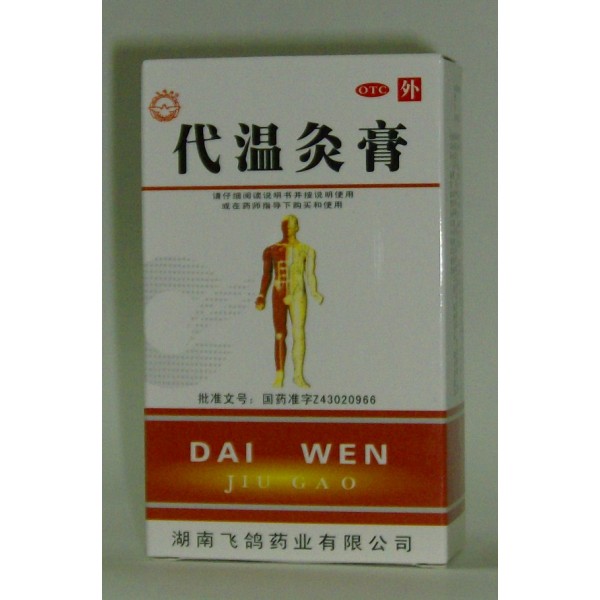 OTC 外
代温灸膏
请仔细阅读说明书并按说明使用
或在药师指导下购买和使用
批准文号：国药准字Z43020966
DAI WEN
JIU GAO
湖南飞鸽药业有限公司